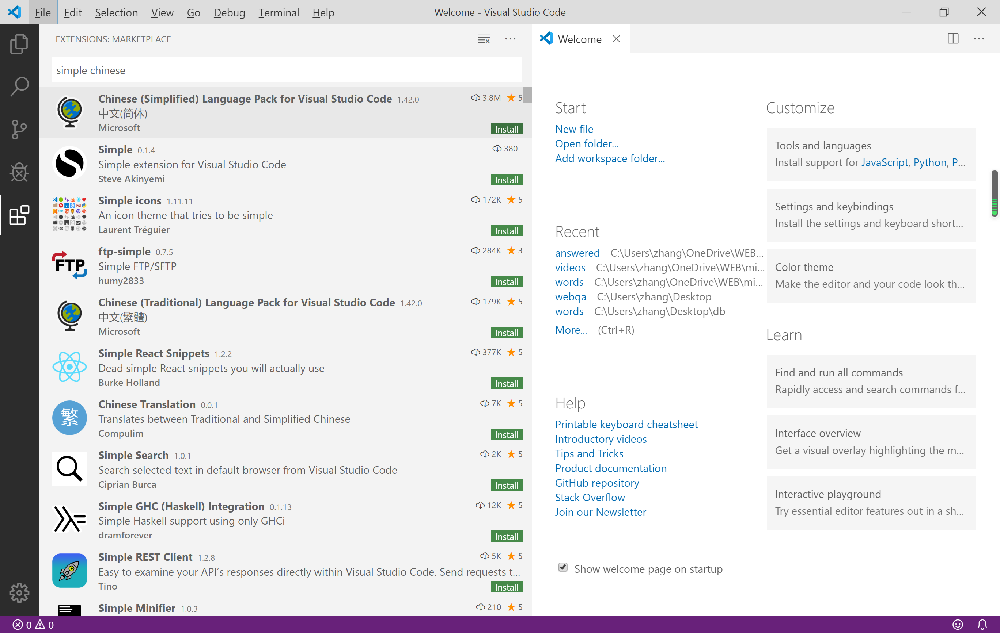 File Edit Selection View Go Debug Terminal Help
Welcome - Visual Studio Code
EXTENSIONS: MARKETPLACE
simple chinese
Chinese (Simplified) Language Pack for Visual Studio Code 1.42.0 3.8M 5
中文(简体)
Microsoft Install
Simple 0.1.4 380
Simple extension for Visual Studio Code
Steve Akinyemi Install
Simple icons 1.11.11 172K 5
An icon theme that tries to be simple
Laurent Tréguier Install
FTP
ftp-simple 0.7.5 284K 3
Simple FTP/SFTP
humy2833 Install
Chinese (Traditional) Language Pack for Visual Studio Code 1.42.0 179K 5
中文(繁體)
Microsoft Install
Simple React Snippets 1.2.2 377K 5
Dead simple React snippets you will actually use
Burke Holland Install
繁
Chinese Translation 0.0.1 7K 5
Translates between Traditional and Simplified Chinese
Compulim Install
Simple Search 1.0.1 2K 5
Search selected text in default browser from Visual Studio Code
Ciprian Burca Install
Simple GHC (Haskell) Integration 0.1.13 12K 5
Simple Haskell support using only GHCi
dramforever Install
Simple REST Client 1.2.8 5K 5
Easy to examine your API’s responses directly within Visual Studio Code. Send requests t...
Tino Install
Simple Minifier 1.0.3 210 5
Welcome
Start
New file
Open folder...
Add workspace folder...
Recent
answered C:\Users\zhang\OneDrive\WEB...
videos C:\Users\zhang\OneDrive\WEB\mi...
words C:\Users\zhang\OneDrive\WEB\mi...
webqa C:\Users\zhang\Desktop
words C:\Users\zhang\Desktop\db
More... (Ctrl+R)
Help
Printable keyboard cheatsheet
Introductory videos
Tips and Tricks
Product documentation
GitHub repository
Stack Overflow
Join our Newsletter
Show welcome page on startup
Customize
Tools and languages
Install support for JavaScript, Python, P...
Settings and keybindings
Install the settings and keyboard short...
Color theme
Make the editor and your code look th...
Learn
Find and run all commands
Rapidly access and search commands f...
Interface overview
Get a visual overlay highlighting the m...
Interactive playground
Try essential editor features out in a sh...
0 0